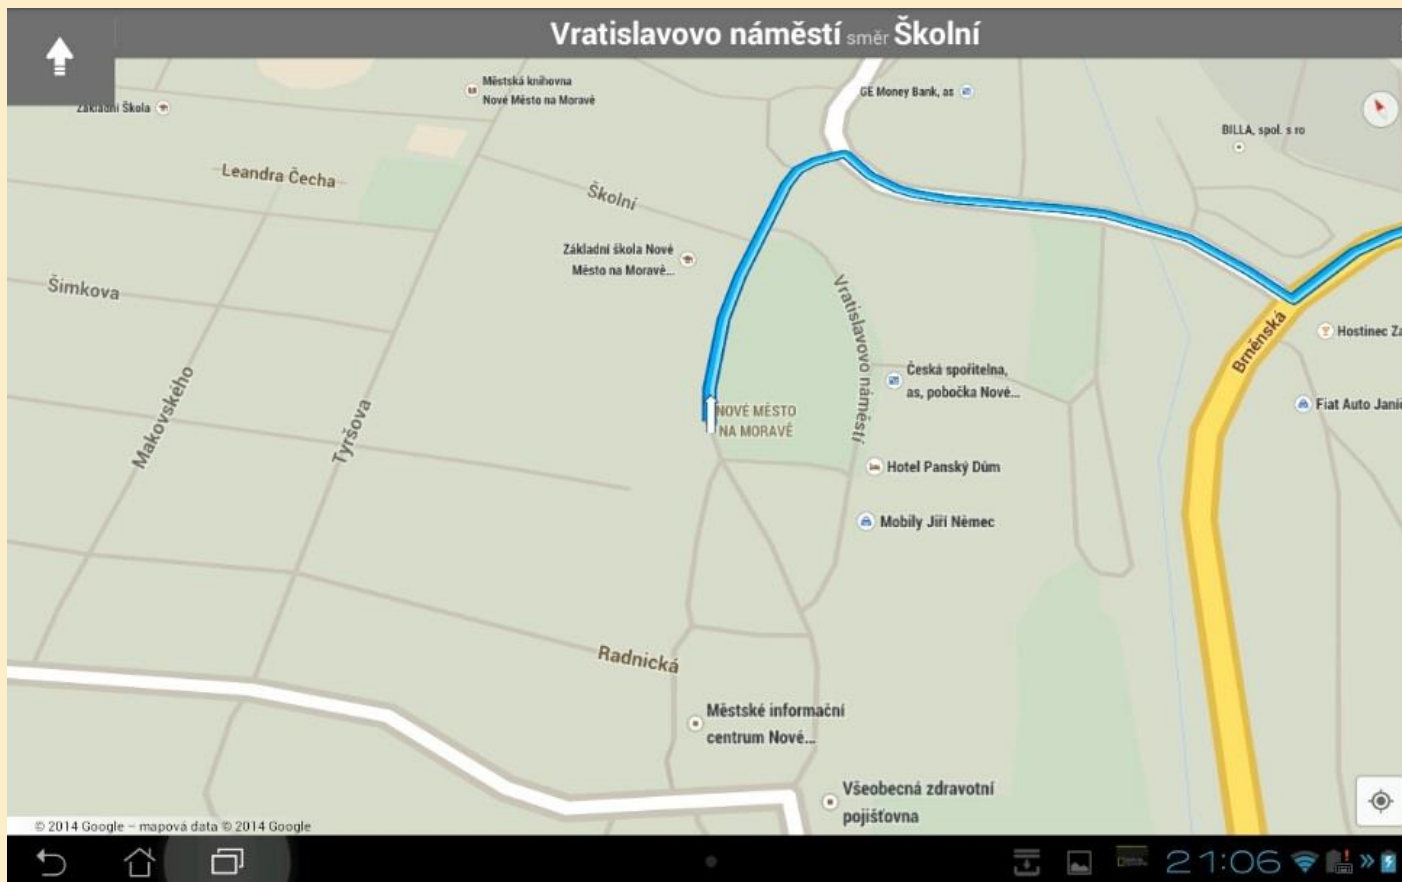 Vratislavovo náměstí směr Školní
Městská knihovna
Nové Město na Moravě
GE Money Bank, as
Základní Škola
BILLA, spol. s ro
Leandra Čecha
Školní
Základní škola Nové
Město na Moravě...
Šimkova
Vratislavovo náměstí
Brněnská
Hostinec Za
Česká spořitelna,
as, pobočka Nové...
Makovského
Tyršova
Fiat Auto Janíč
NOVÉ MĚSTO
NA MORAVĚ
Hotel Panský Dům
Mobily Jiří Němec
Radnická
Městské informační
centrum Nové...
Všeobecná zdravotní
pojišťovna
© 2014 Google – mapová data © 2014 Google
21:06